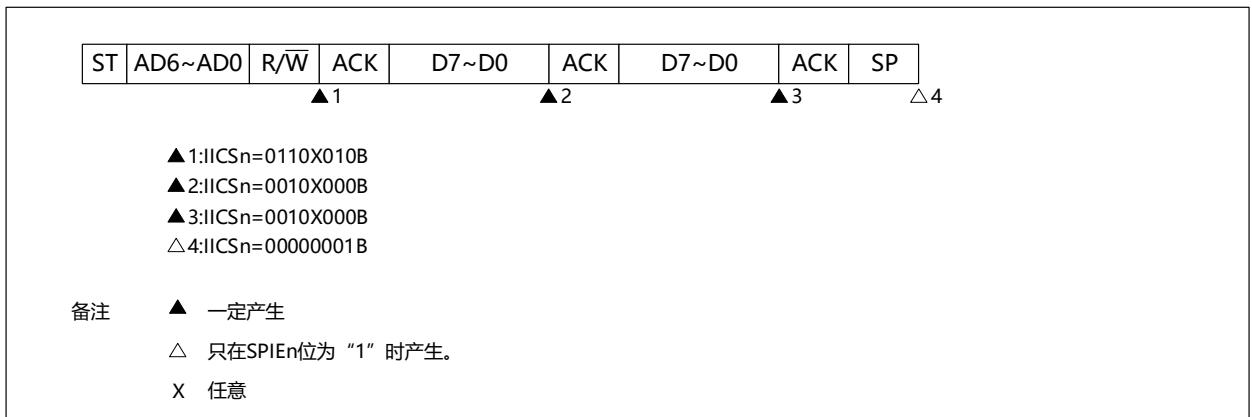 ST AD6~AD0 R/W̅ ACK D7~D0 ACK D7~D0 ACK SP
▲1 ▲2 ▲3 △4
▲1:IICSn=0110X010B
▲2:IICSn=0010X000B
▲3:IICSn=0010X000B
△4:IICSn=00000001B
备注 ▲ 一定产生
△ 只在SPIEn位为“1”时产生。
X 任意